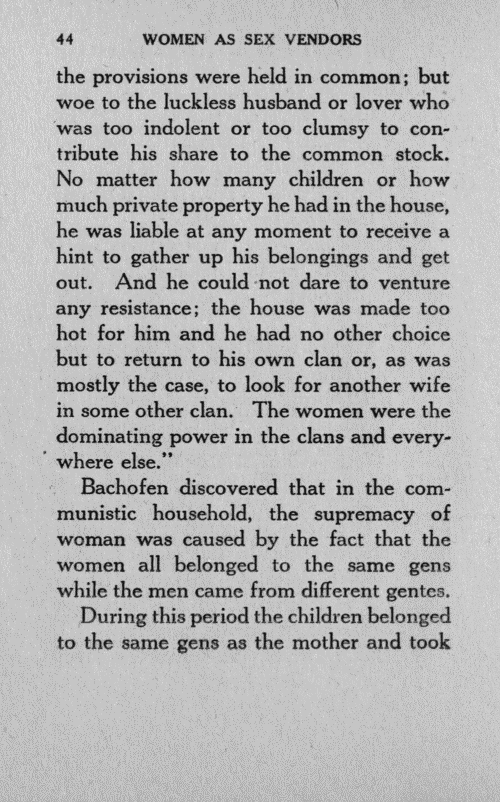 44 WOMEN AS SEX VENDORS
the provisions were held in common; but
woe to the luckless husband or lover who
was too indolent or too clumsy to con-
tribute his share to the common stock.
No matter how many children or how
much private property he had in the house,
he was liable at any moment to receive a
hint to gather up his belongings and get
out. And he could not dare to venture
any resistance; the house was made too
hot for him and he had no other choice
but to return to his own clan or, as was
mostly the case, to look for another wife
in some other clan. The women were the
dominating power in the clans and every-
where else."
Bachofen discovered that in the com-
munistic household, the supremacy of
woman was caused by the fact that the
women all belonged to the same gens
while the men came from different gentes.
During this period the children belonged
to the same gens as the mother and took